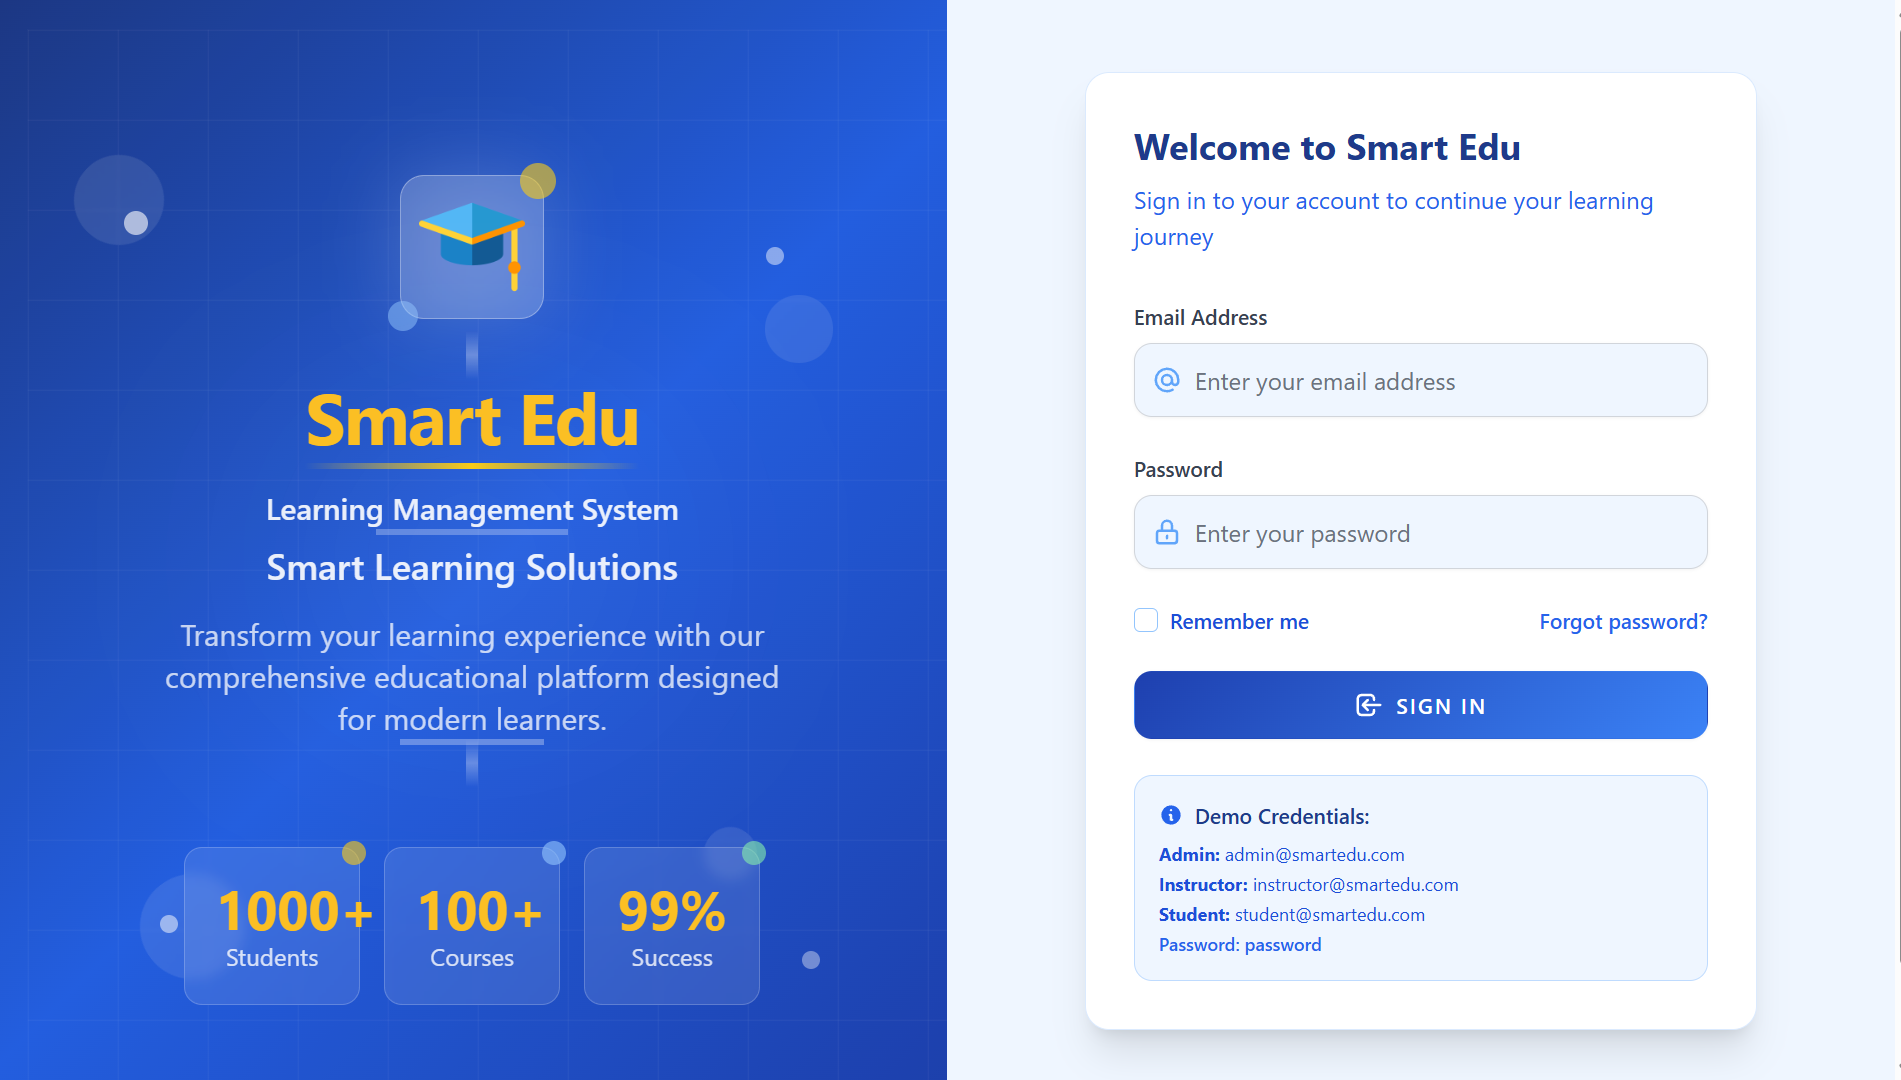 Smart Edu
Learning Management System
Smart Learning Solutions
Transform your learning experience with our
comprehensive educational platform designed
for modern learners.
1000+
Students
100+
Courses
99%
Success
Welcome to Smart Edu
Sign in to your account to continue your learning
journey
Email Address
Enter your email address
Password
Enter your password
Remember me
Forgot password?
SIGN IN
Demo Credentials:
Admin: admin@smartedu.com
Instructor: instructor@smartedu.com
Student: student@smartedu.com
Password: password